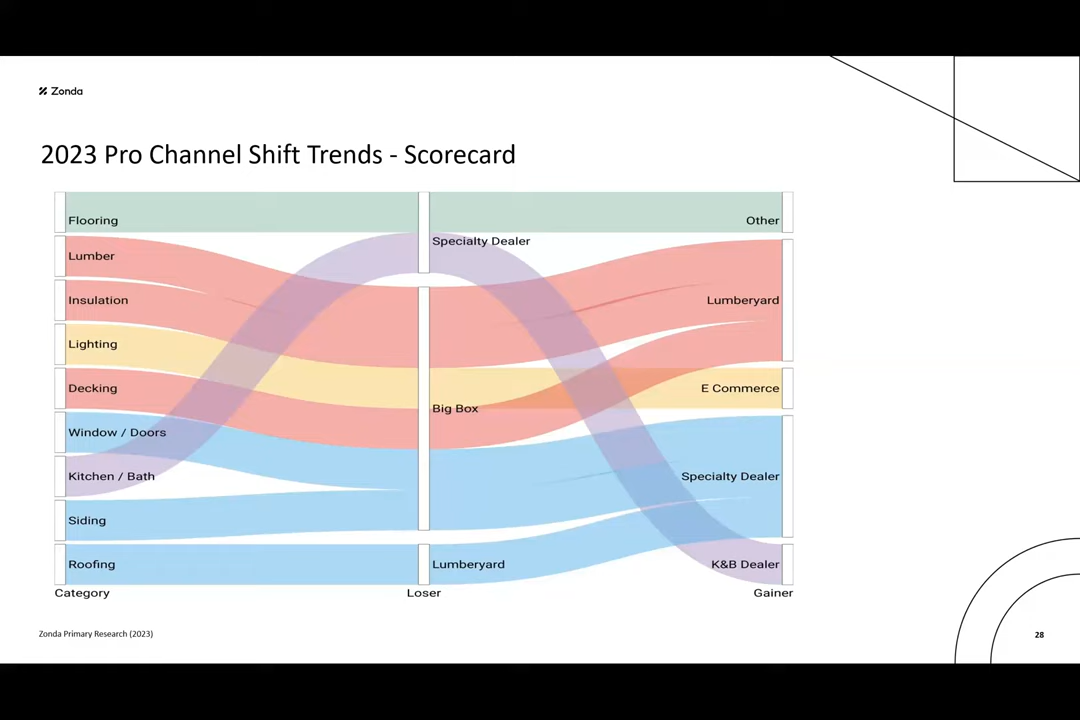 Zonda
2023 Pro Channel Shift Trends - Scorecard
Flooring
Lumber
Insulation
Lighting
Decking
Window / Doors
Kitchen / Bath
Siding
Roofing
Category
Specialty Dealer
Big Box
Lumberyard
Loser
Other
Lumberyard
E Commerce
Specialty Dealer
K&B Dealer
Gainer
Zonda Primary Research (2023)
28